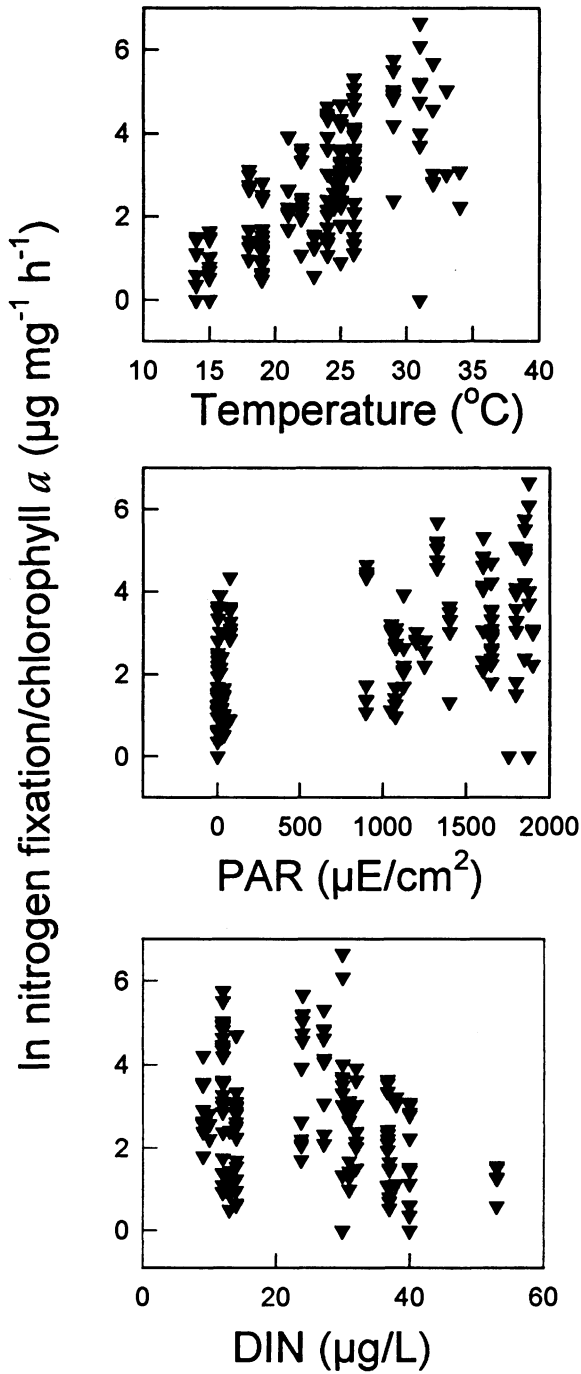 ln nitrogen fixation/chlorophyll a (µg mg⁻¹ h⁻¹)
6
4
2
0
10 15 20 25 30 35 40
Temperature (°C)
6
4
2
0
0 500 1000 1500 2000
PAR (µE/cm²)
6
4
2
0
0 20 40 60
DIN (µg/L)